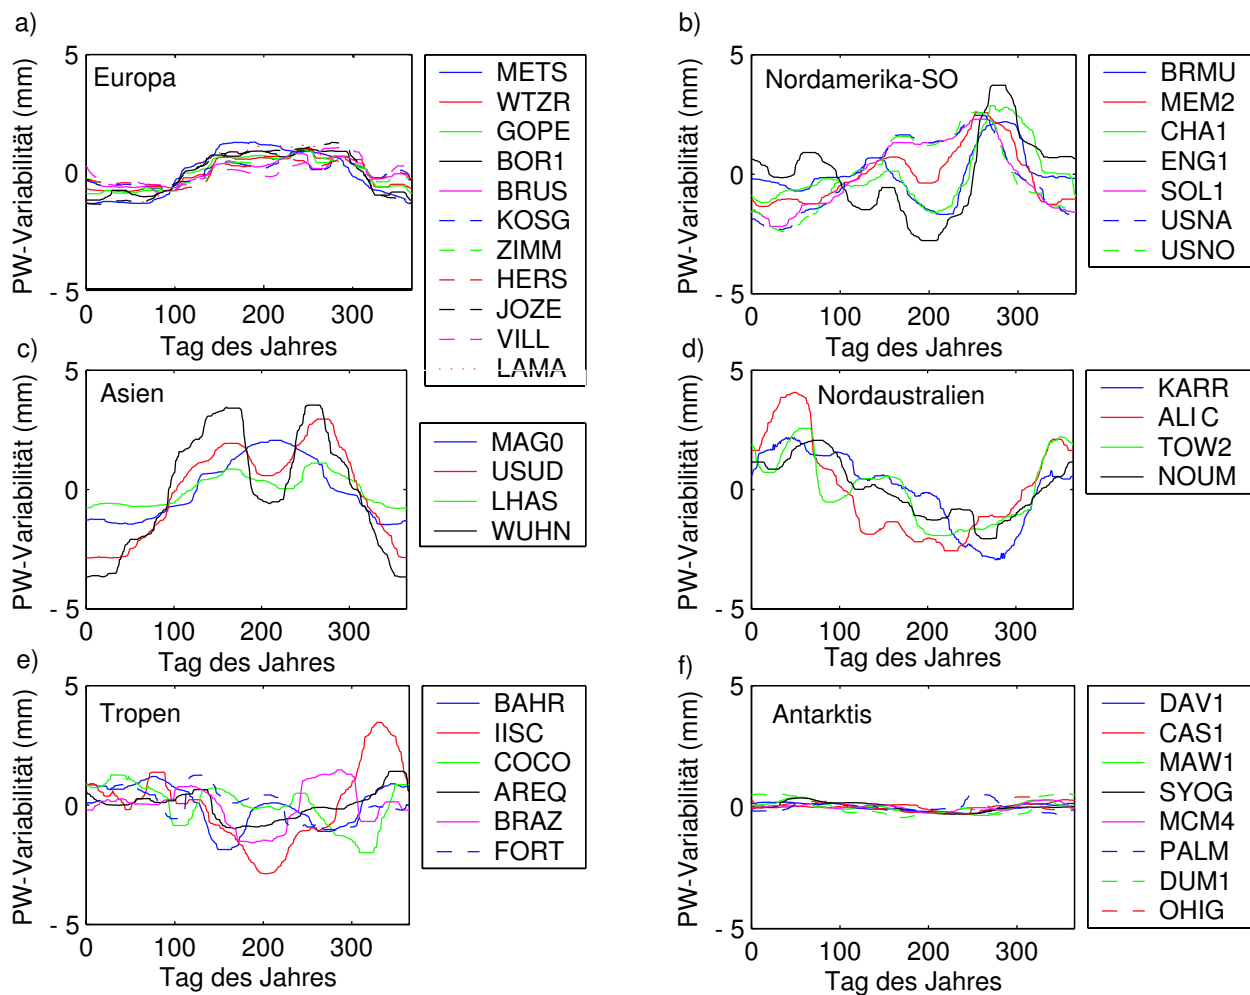 a)
PW-Variabilität (mm)
5
0
- 5
Europa
0 100 200 300
Tag des Jahres
METS
WTZR
GOPE
BOR1
BRUS
KOSG
ZIMM
HERS
JOZE
VILL
LAMA
b)
PW-Variabilität (mm)
5
0
- 5
Nordamerika-SO
0 100 200 300
Tag des Jahres
BRMU
MEM2
CHA1
ENG1
SOL1
USNA
USNO
c)
PW-Variabilität (mm)
5
0
- 5
Asien
0 100 200 300
Tag des Jahres
MAG0
USUD
LHAS
WUHN
d)
PW-Variabilität (mm)
5
0
- 5
Nordaustralien
0 100 200 300
Tag des Jahres
KARR
ALIC
TOW2
NOUM
e)
PW-Variabilität (mm)
5
0
- 5
Tropen
0 100 200 300
Tag des Jahres
BAHR
IISC
COCO
AREQ
BRAZ
FORT
f)
PW-Variabilität (mm)
5
0
- 5
Antarktis
0 100 200 300
Tag des Jahres
DAV1
CAS1
MAW1
SYOG
MCM4
PALM
DUM1
OHIG